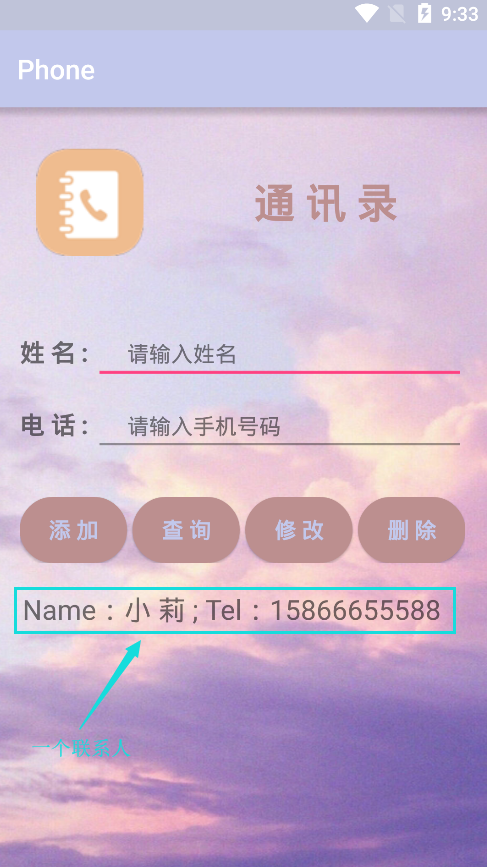 9:33
Phone
通讯录
姓名: 请输入姓名
电话: 请输入手机号码
添加 查询 修改 删除
Name：小 莉 ; Tel：15866655588
一个联系人